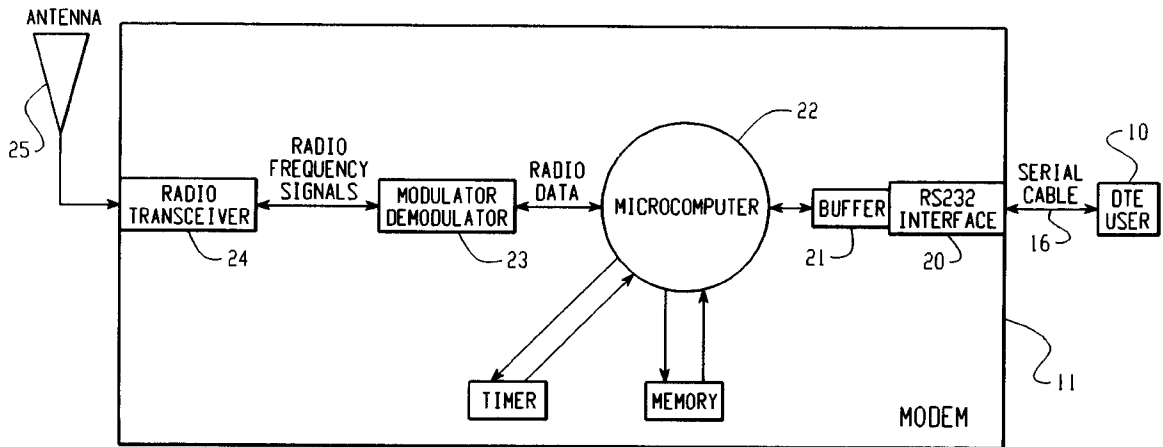 ANTENNA
25
RADIO
TRANSCEIVER
24
RADIO
FREQUENCY
SIGNALS
MODULATOR
DEMODULATOR
23
RADIO
DATA
MICROCOMPUTER
22
BUFFER
21
RS232
INTERFACE
20
SERIAL
CABLE
16
10
DTE
USER
TIMER
MEMORY
MODEM
11